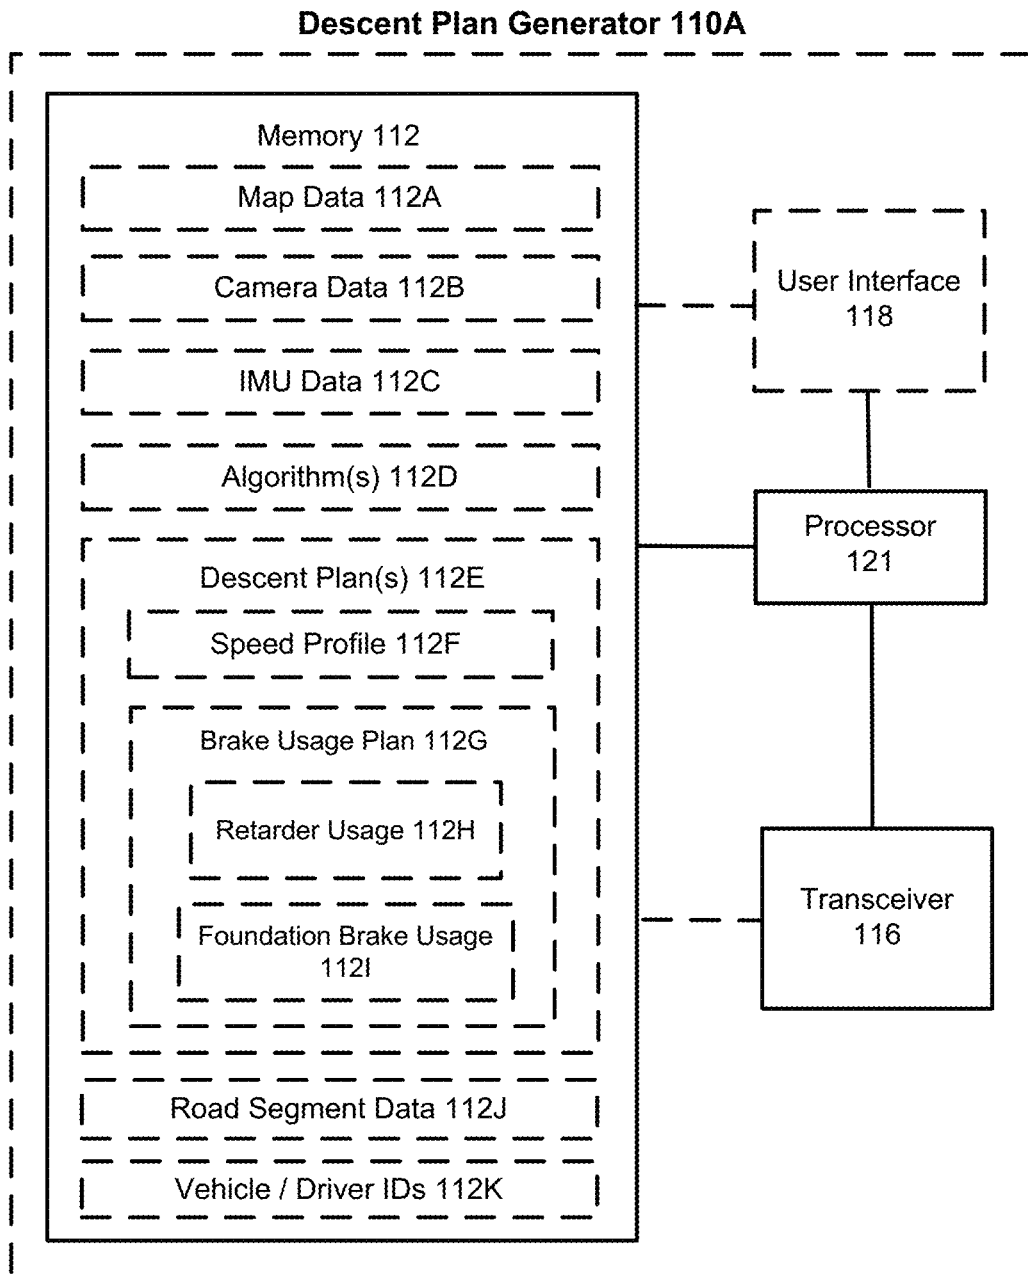 Descent Plan Generator 110A
Memory 112
Map Data 112A
Camera Data 112B
IMU Data 112C
Algorithm(s) 112D
Descent Plan(s) 112E
Speed Profile 112F
Brake Usage Plan 112G
Retarder Usage 112H
Foundation Brake Usage
112I
Road Segment Data 112J
Vehicle / Driver IDs 112K
User Interface
118
Processor
121
Transceiver
116